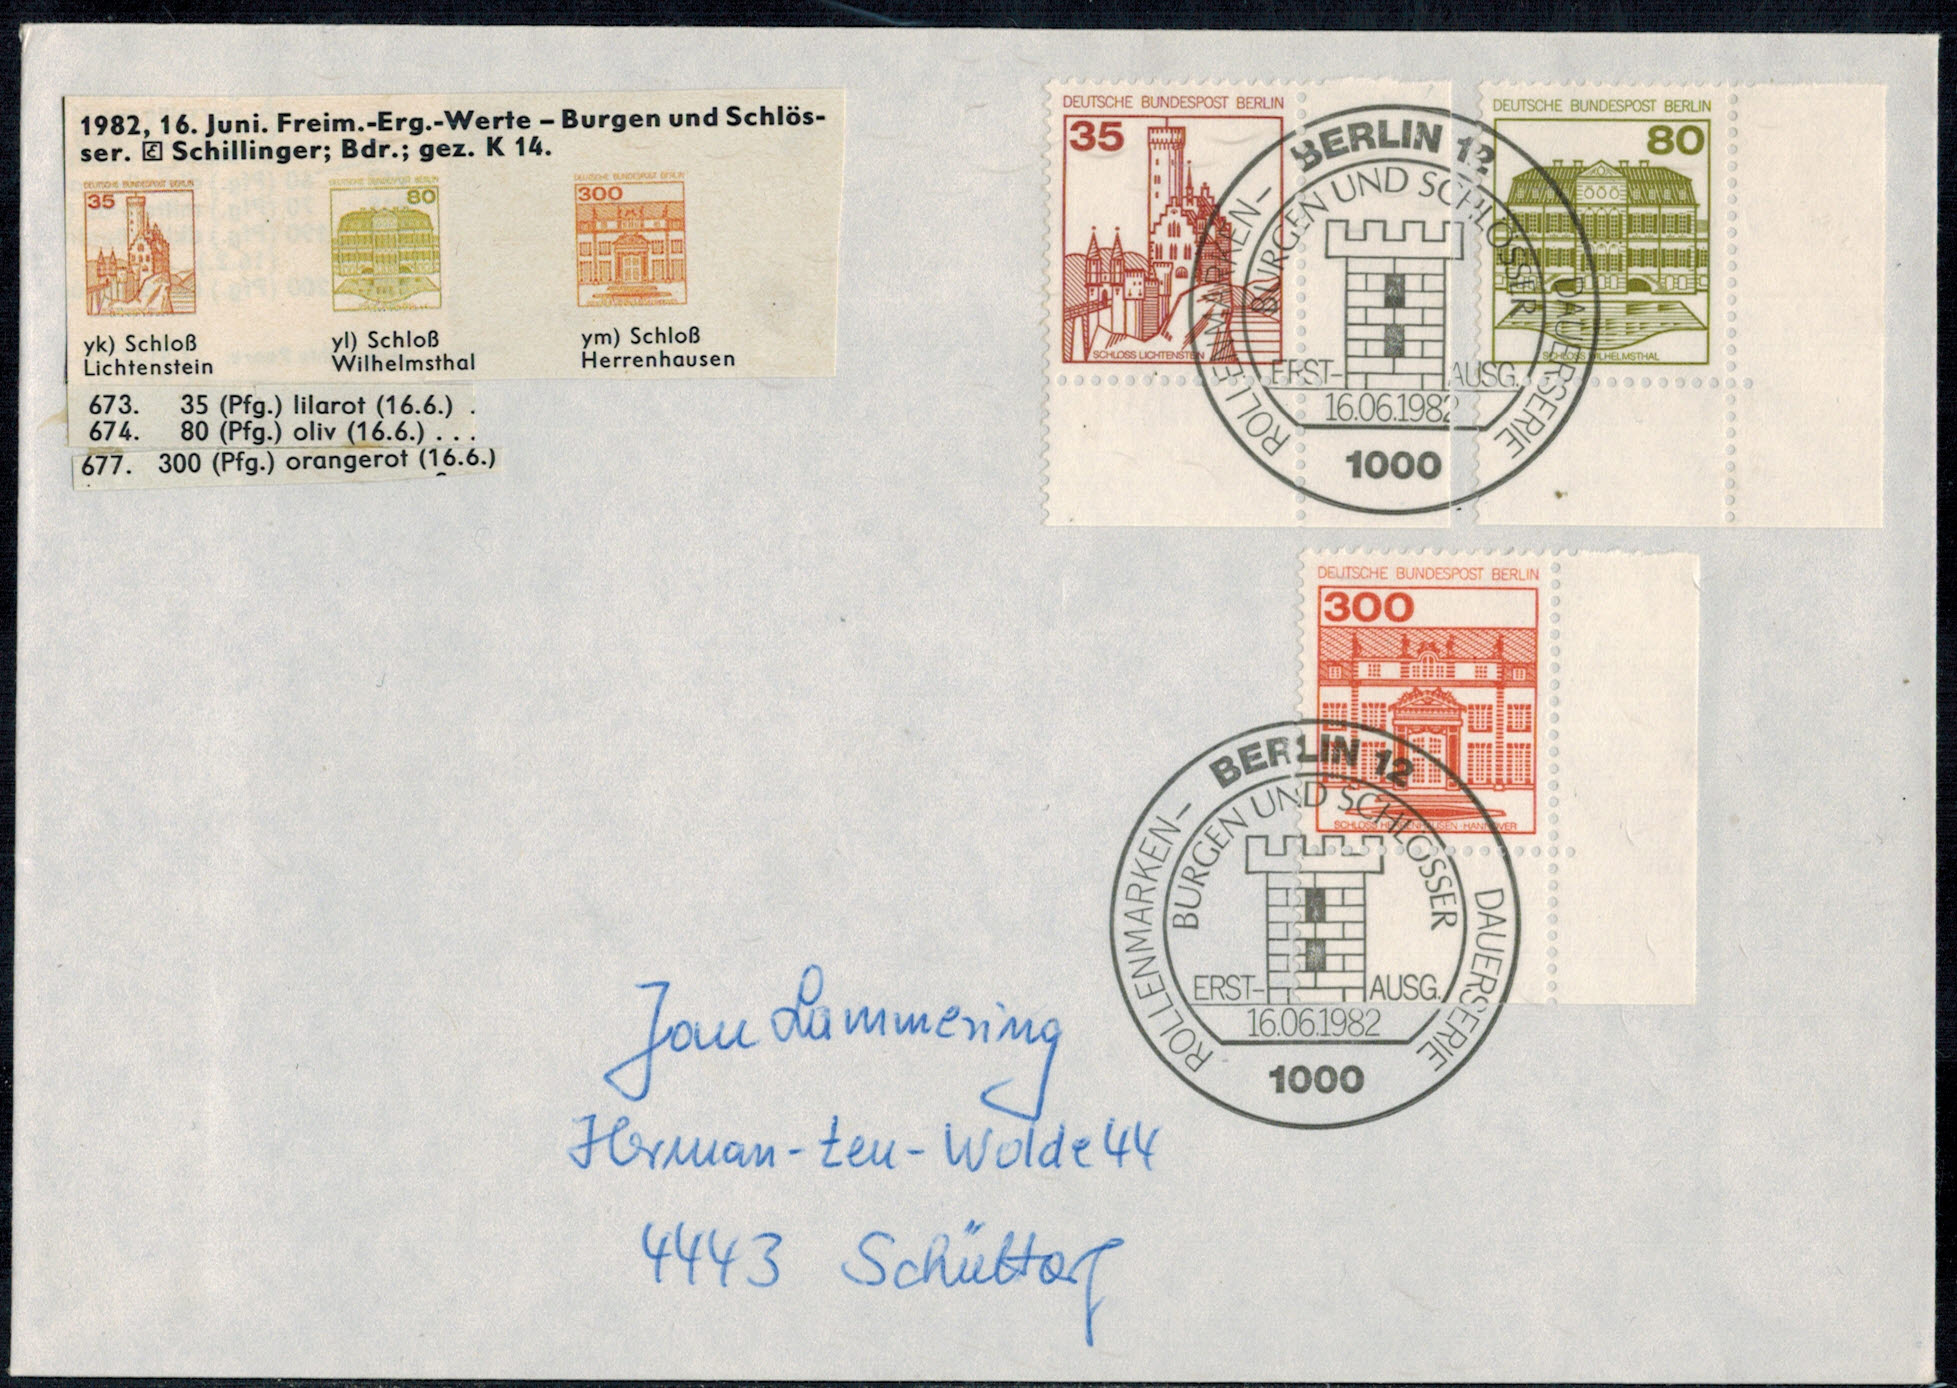 1982, 16. Juni. Freim.-Erg.-Werte – Burgen und Schlös-
ser. Schillinger; Bdr.; gez. K 14.
DEUTSCHE BUNDESPOST BERLIN
35
DEUTSCHE BUNDESPOST BERLIN
80
DEUTSCHE BUNDESPOST BERLIN
300
yk) Schloß
Lichtenstein
yl) Schloß
Wilhelmsthal
ym) Schloß
Herrenhausen
673. 35 (Pfg.) lilarot (16.6.) .
674. 80 (Pfg.) oliv (16.6.) . . .
677. 300 (Pfg.) orangerot (16.6.)
DEUTSCHE BUNDESPOST BERLIN
35
SCHLOSS LICHTENSTEIN
DEUTSCHE BUNDESPOST BERLIN
80
SCHLOSS WILHELMSTHAL
BERLIN 12
BURGEN UND SCHLÖSSER
ROLLENMARKEN-
DAUERSERIE
ERST-
AUSG.
16.06.1982
1000
DEUTSCHE BUNDESPOST BERLIN
300
SCHLOSS HERRENHAUSEN · HANNOVER
BERLIN 12
BURGEN UND SCHLÖSSER
ROLLENMARKEN-
DAUERSERIE
ERST-
AUSG.
16.06.1982
1000
Jan Lammering
Herman-ten-Wolde 44
4443 Schüttorf